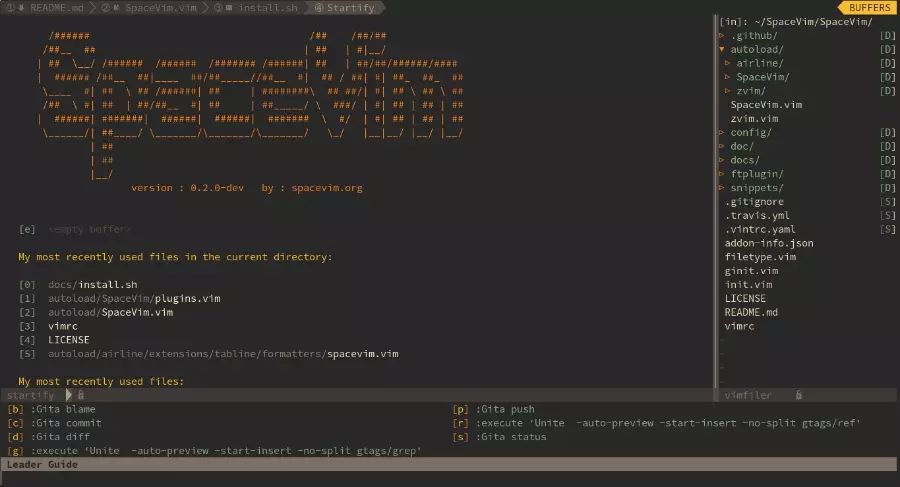 ① README.md ② SpaceVim.vim ③ install.sh ④ Startify BUFFERS
version : 0.2.0-dev by : spacevim.org
[e] <empty buffer>
My most recently used files in the current directory:
[0] docs/install.sh
[1] autoload/SpaceVim/plugins.vim
[2] autoload/SpaceVim.vim
[3] vimrc
[4] LICENSE
[5] autoload/airline/extensions/tabline/formatters/spacevim.vim
My most recently used files:
startify
[in]: ~/SpaceVim/SpaceVim/
▷ .github/ [D]
▼ autoload/ [D]
▷ airline/ [D]
▷ SpaceVim/ [D]
▷ zvim/ [D]
SpaceVim.vim
zvim.vim
▷ config/ [D]
▷ doc/ [D]
▷ docs/ [D]
▷ ftplugin/ [D]
▷ snippets/ [D]
.gitignore [S]
.travis.yml [S]
.vintrc.yaml [S]
addon-info.json
filetype.vim
ginit.vim
init.vim
LICENSE
README.md
vimrc
~
~
~
~
vimfiler
[b] :Gita blame [p] :Gita push
[c] :Gita commit [r] :execute 'Unite -auto-preview -start-insert -no-split gtags/ref'
[d] :Gita diff [s] :Gita status
[g] :execute 'Unite -auto-preview -start-insert -no-split gtags/grep'
Leader Guide